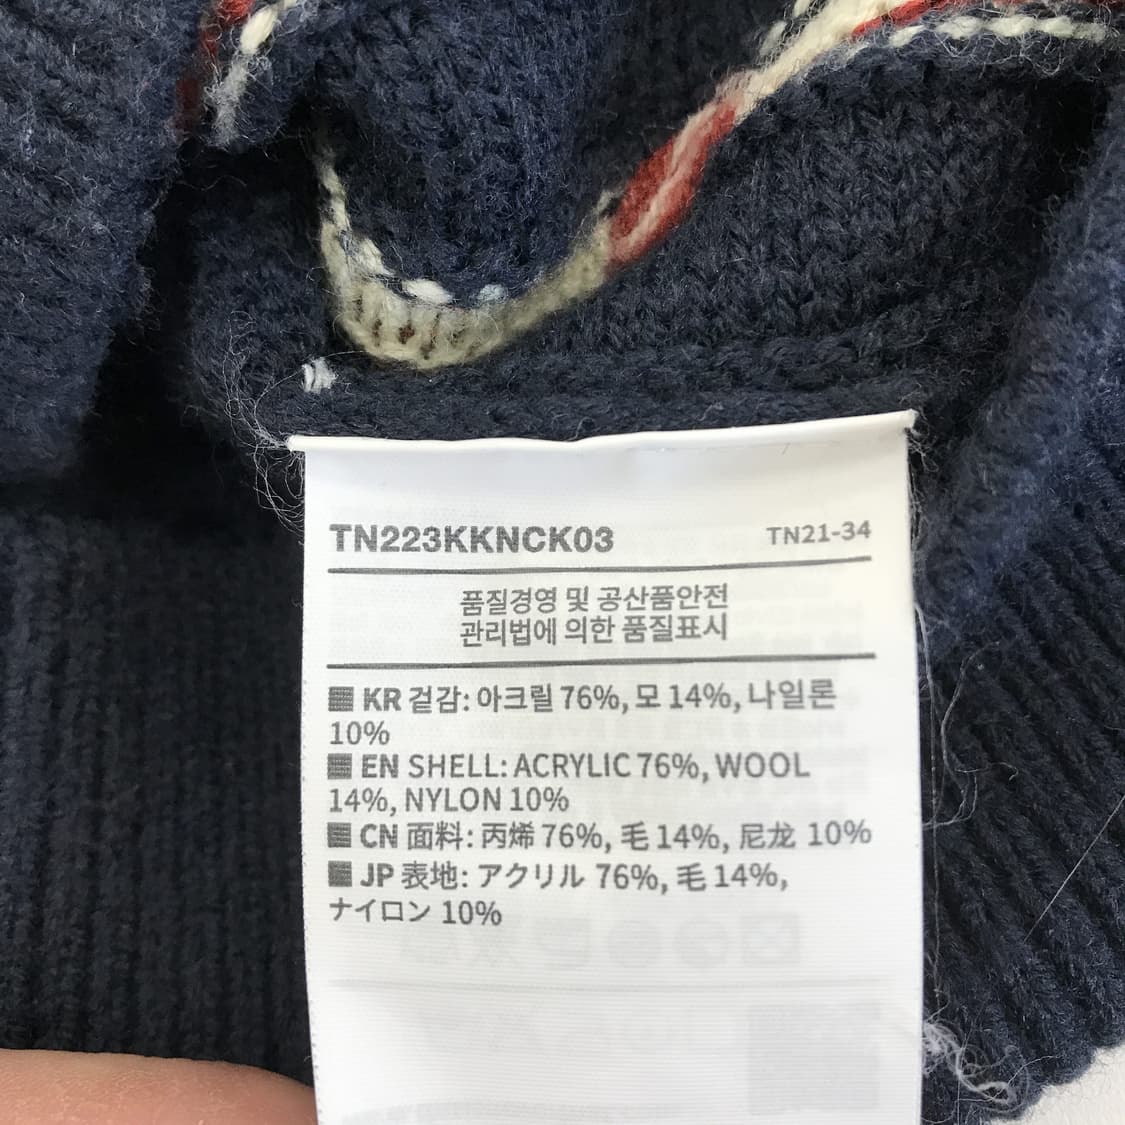 TN223KKNCK03 TN21-34
품질경영 및 공산품안전
관리법에 의한 품질표시
KR 겉감: 아크릴 76%, 모 14%, 나일론
10%
EN SHELL: ACRYLIC 76%, WOOL
14%, NYLON 10%
CN 面料: 丙烯 76%, 毛 14%, 尼龙 10%
JP 表地: アクリル 76%, 毛 14%,
ナイロン 10%